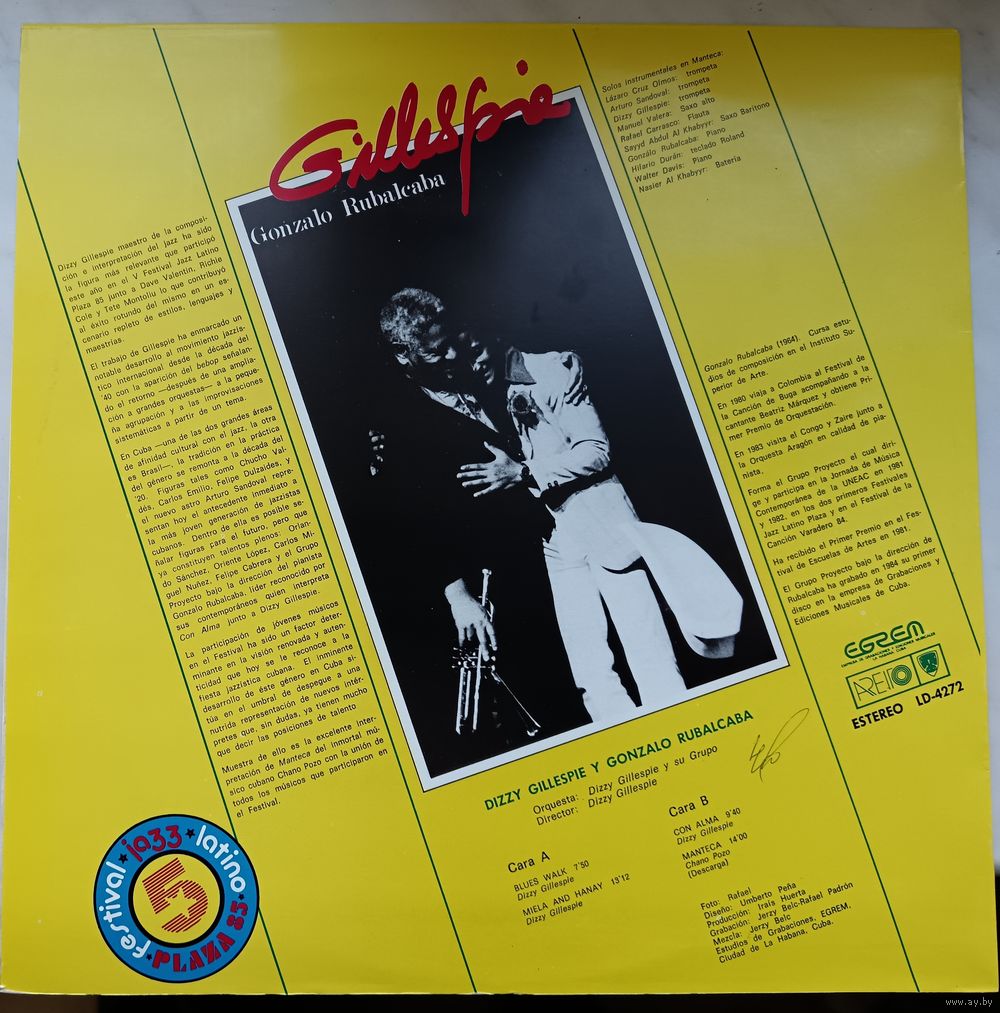 Gillespie
Gonzalo Rubalcaba
Solos instrumentales en Manteca:
Lázaro Cruz Olmos: trompeta
Arturo Sandoval: trompeta
Dizzy Gillespie: trompeta
Manuel Valera: Saxo alto
Rafael Carrasco: Flauta
Sayyd Abdul Al Khabyyr: Saxo Barítono
Gonzálo Rubalcaba: Piano
Hilario Durán: teclado Roland
Walter Davis: Piano
Nasier Al Khabyyr: Batería
Dizzy Gillespie maestro de la composi-
ción e interpretación del jazz ha sido
la figura más relevante que participó
este año en el V Festival Jazz Latino
Plaza 85 junto a Dave Valentin, Richie
Cole y Tete Montoliu lo que contribuyó
al éxito rotundo del mismo en un es-
cenario repleto de estilos, lenguajes y
maestrías.
El trabajo de Gillespie ha enmarcado un
notable desarrollo al movimiento jazzís-
tico internacional desde la década del
'40 con la aparición del bebop señalan-
do el retorno —después de una amplia-
ción a grandes orquestas— a la peque-
ña agrupación y a las improvisaciones
sistemáticas a partir de un tema.
En Cuba —una de las dos grandes áreas
de afinidad cultural con el jazz, la otra
es Brasil—, la tradición en la práctica
del género se remonta a la década del
'20. Figuras tales como Chucho Val-
dés, Carlos Emilio, Felipe Dulzaides, y
el nuevo astro Arturo Sandoval repre-
sentan hoy el antecedente inmediato a
la más joven generación de jazzistas
cubanos. Dentro de ella es posible se-
ñalar figuras para el futuro, pero que
ya constituyen talentos plenos: Orlan-
do Sánchez, Oriente López, Carlos Mi-
guel Nuñez, Felipe Cabrera y el Grupo
Proyecto bajo la dirección del pianista
Gonzalo Rubalcaba, líder reconocido por
sus contemporáneos quien interpreta
Con Alma junto a Dizzy Gillespie.
La participación de jóvenes músicos
en el Festival ha sido un factor deter-
minante en la visión renovada y auten-
ticidad que hoy se le reconoce a la
fiesta jazzística cubana. El inminente
desarrollo de éste género en Cuba si-
túa en el umbral de despegue a una
nutrida representación de nuevos intér-
pretes que, sin dudas, ya tienen mucho
que decir las posiciones de talento
Muestra de ello es la excelente inter-
pretación de Manteca del inmortal mú-
sico cubano Chano Pozo con la unión de
todos los músicos que participaron en
el Festival.
Gonzalo Rubalcaba (1964). Cursa estu-
dios de composición en el Instituto Su-
perior de Arte.
En 1980 viaja a Colombia al Festival de
la Canción de Buga acompañando a la
cantante Beatriz Márquez y obtiene Pri-
mer Premio de Orquestación.
En 1983 visita el Congo y Zaire junto a
la Orquesta Aragón en calidad de pia-
nista.
Forma el Grupo Proyecto el cual diri-
ge y participa en la Jornada de Música
Contemporánea de la UNEAC en 1981
y 1982, en los dos primeros Festivales
Jazz Latino Plaza y en el Festival de la
Canción Varadero 84.
Ha recibido el Primer Premio en el Fes-
tival de Escuelas de Artes en 1981.
El Grupo Proyecto bajo la dirección de
Rubalcaba ha grabado en 1984 su primer
disco en la empresa de Grabaciones y
Ediciones Musicales de Cuba.
EGREM
EMPRESA DE GRABACIONES Y EDICIONES MUSICALES
LA HABANA, CUBA
AREITO
ESTEREO LD-4272
DIZZY GILLESPIE Y GONZALO RUBALCABA
Orquesta: Dizzy Gillespie y su Grupo
Director: Dizzy Gillespie
Cara A
BLUES WALK 7'50
Dizzy Gillespie
MIELA AND HANAY 13'12
Dizzy Gillespie
Cara B
CON ALMA 9'40
Dizzy Gillespie
MANTECA 14'00
Chano Pozo
(Descarga)
Foto: Rafael
Diseño: Umberto Peña
Producción: Irais Huerta
Grabación: Jerzy Belc-Rafael Padrón
Mezcla: Jerzy Belc
Estudios de Grabaciones, EGREM,
Ciudad de La Habana, Cuba.
festival jazz latino
PLAZA 85
5
www.ay.by